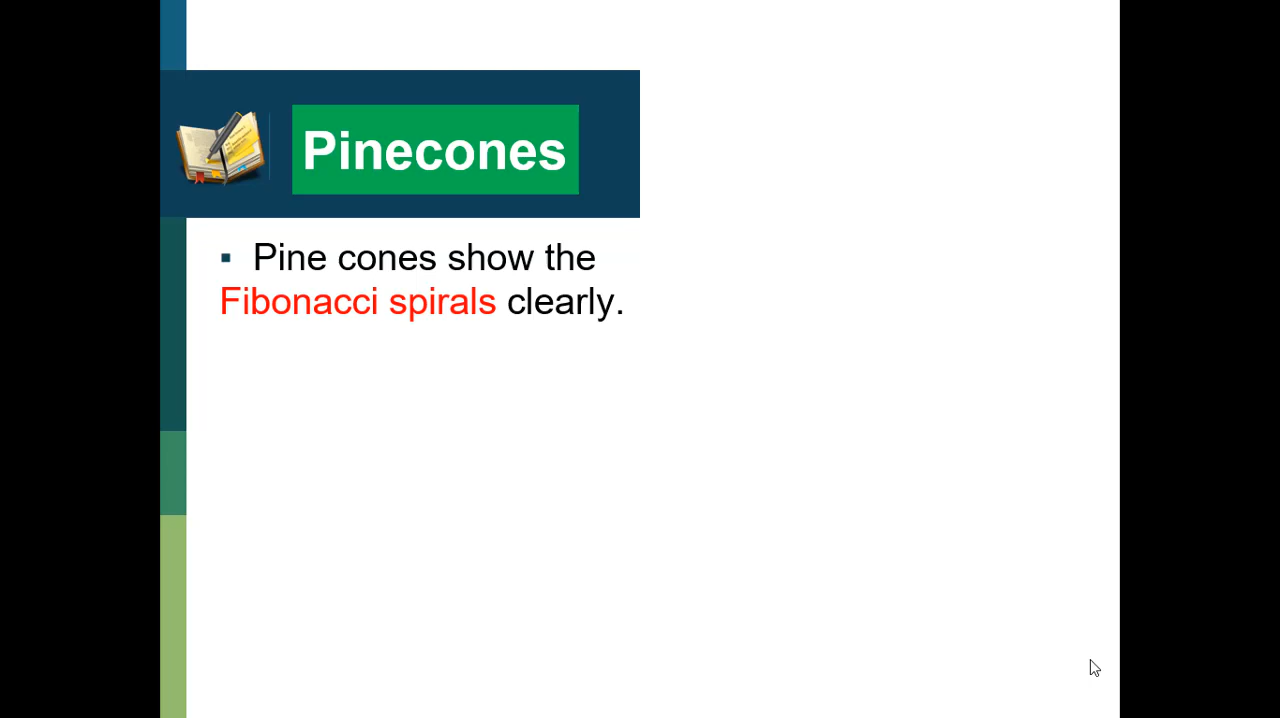 Pinecones
▪ Pine cones show the
Fibonacci spirals clearly.